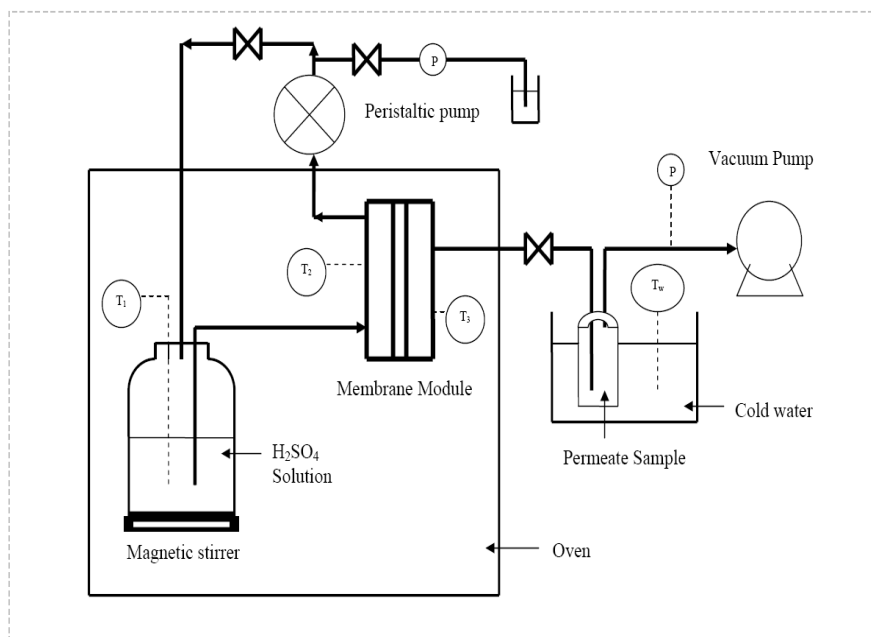 P
Peristaltic pump
Vacuum Pump
P
T2
Tw
T1
T3
Membrane Module
Cold water
H2SO4
Solution
Permeate Sample
Magnetic stirrer
Oven